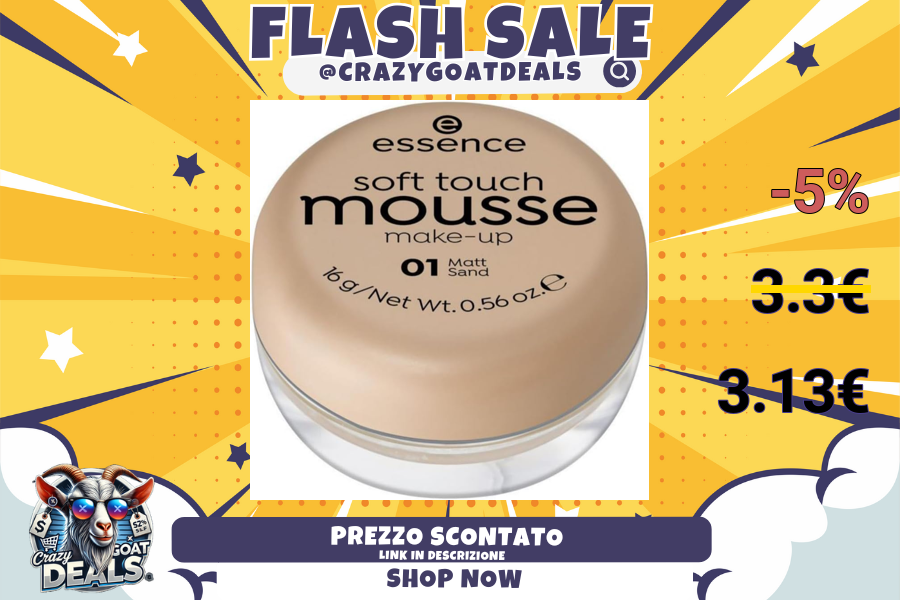 FLASH SALE
@CRAZYGOATDEALS
essence
soft touch
mousse
make-up
01 Matt
Sand
16g/Net Wt. 0.56 oz. e
-5%
3.3€
3.13€
$
Crazy
GOAT
DEALS
PREZZO SCONTATO
LINK IN DESCRIZIONE
SHOP NOW